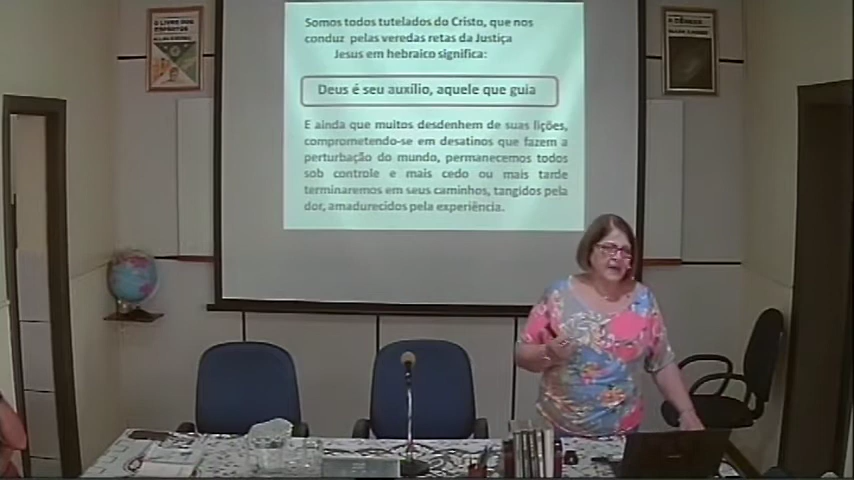 O LIVRO DOS
ESPÍRITOS
Somos todos tutelados do Cristo, que nos
conduz pelas veredas retas da Justiça
Jesus em hebraico significa:
Deus é seu auxílio, aquele que guia
E ainda que muitos desdenhem de suas lições,
comprometendo-se em desatinos que fazem a
perturbação do mundo, permanecemos todos
sob controle e mais cedo ou mais tarde
terminaremos em seus caminhos, tangidos pela
dor, amadurecidos pela experiência.
A GÊNESE